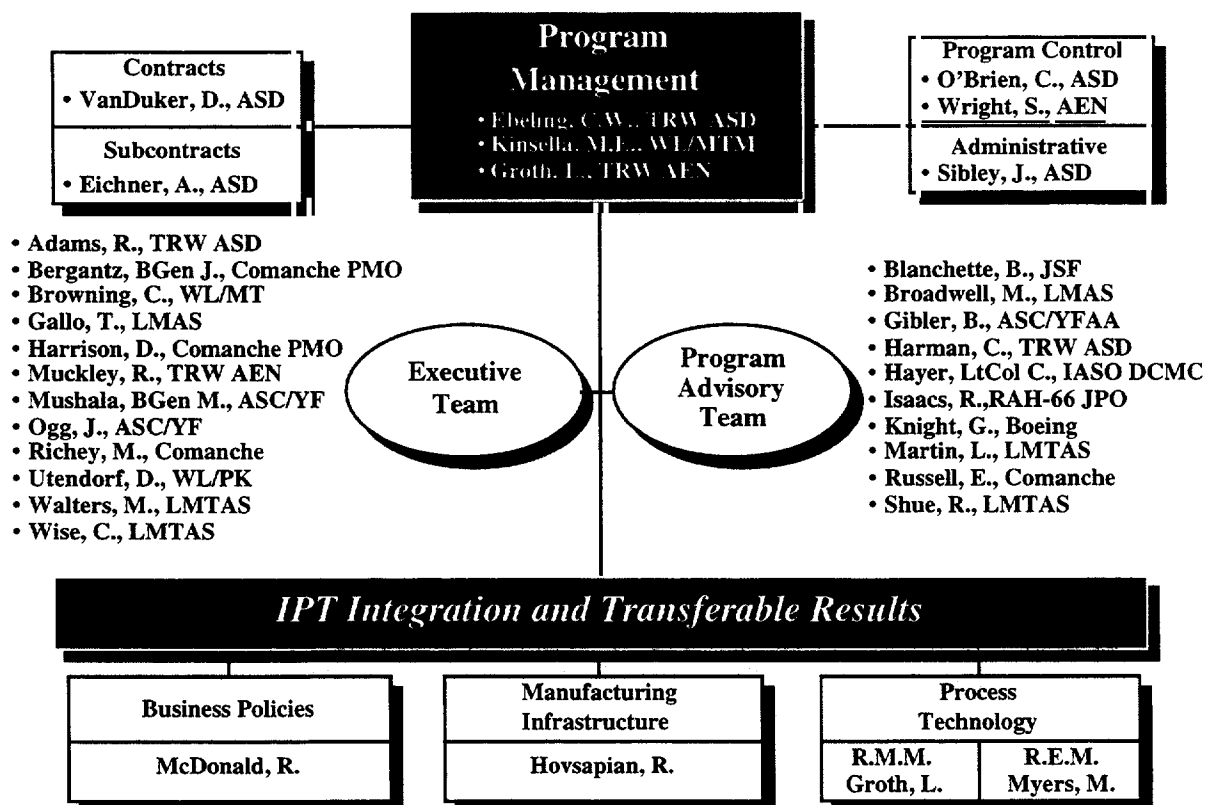 Contracts
• VanDuker, D., ASD
Subcontracts
• Eichner, A., ASD
Program
Management
• Ebeling, C.W., TRW ASD
• Kinsella, M.E., WL/MTM
• Groth, L., TRW AEN
Program Control
• O'Brien, C., ASD
• Wright, S., AEN
Administrative
• Sibley, J., ASD
• Adams, R., TRW ASD
• Bergantz, BGen J., Comanche PMO
• Browning, C., WL/MT
• Gallo, T., LMAS
• Harrison, D., Comanche PMO
• Muckley, R., TRW AEN
• Mushala, BGen M., ASC/YF
• Ogg, J., ASC/YF
• Richey, M., Comanche
• Utendorf, D., WL/PK
• Walters, M., LMTAS
• Wise, C., LMTAS
Executive
Team
Program
Advisory
Team
• Blanchette, B., JSF
• Broadwell, M., LMAS
• Gibler, B., ASC/YFAA
• Harman, C., TRW ASD
• Hayer, LtCol C., IASO DCMC
• Isaacs, R.,RAH-66 JPO
• Knight, G., Boeing
• Martin, L., LMTAS
• Russell, E., Comanche
• Shue, R., LMTAS
IPT Integration and Transferable Results
Business Policies
McDonald, R.
Manufacturing
Infrastructure
Hovsapian, R.
Process
Technology
R.M.M.
Groth, L.
R.E.M.
Myers, M.